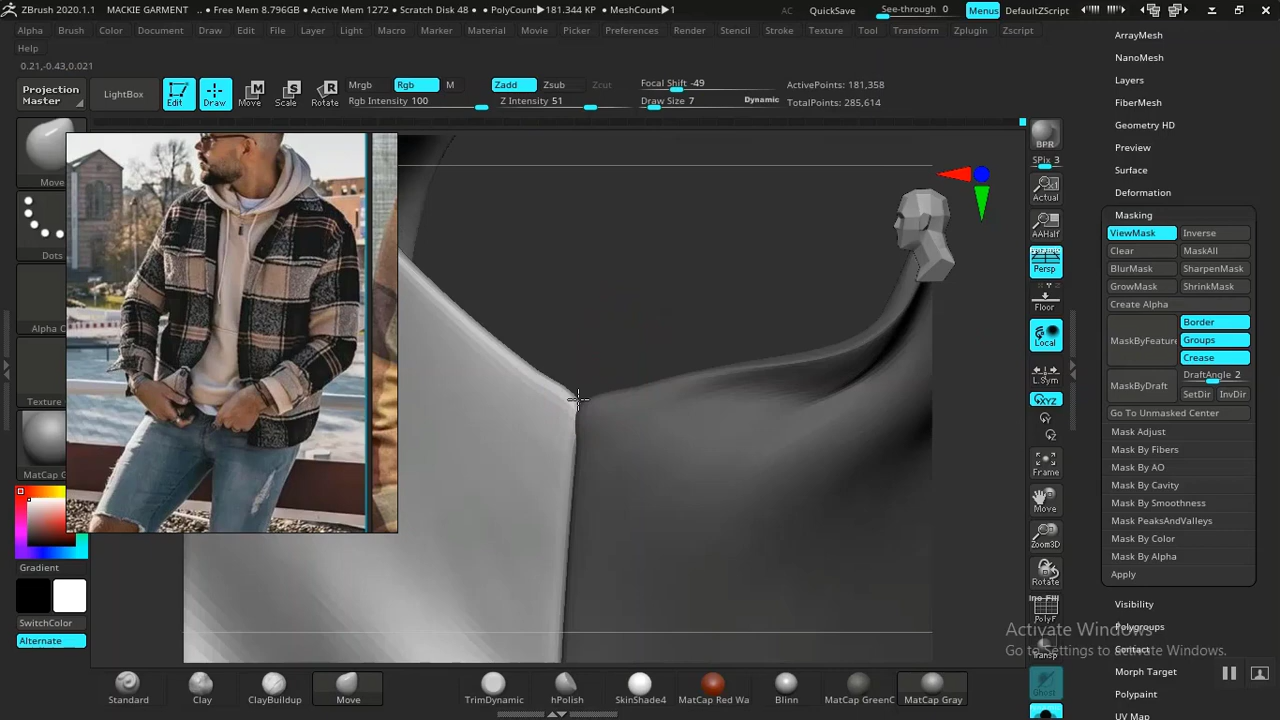 ZBrush 2020.1.1 MACKIE GARMENT .. • Free Mem 8.796GB • Active Mem 1272 • Scratch Disk 48 • PolyCount▶181.344 KP • MeshCount▶1 AC QuickSave See-through 0 Menus DefaultZScript
Alpha Brush Color Document Draw Edit File Layer Light Macro Marker Material Movie Picker Preferences Render Stencil Stroke Texture Tool Transform Zplugin Zscript
Help
0.21,-0.43,0.021
Projection Master
LightBox
Edit
Draw
Move
Scale
Rotate
Mrgb Rgb M
Rgb Intensity 100
Zadd Zsub Zcut
Z Intensity 51
Focal Shift -49
Draw Size 7 Dynamic
ActivePoints: 181,358
TotalPoints: 285,614
Move
Dots
Alpha O
Texture
MatCap G
Gradient
SwitchColor
Alternate
BPR
SPix 3
Actual
AAHalf
Persp
Floor
Local
L.Sym
XYZ
Frame
Move
Zoom3D
Rotate
PolyF
Transp
Ghost
ArrayMesh
NanoMesh
Layers
FiberMesh
Geometry HD
Preview
Surface
Deformation
Masking
ViewMask Inverse
Clear MaskAll
BlurMask SharpenMask
GrowMask ShrinkMask
Create Alpha
MaskByFeature Border
Groups
Crease
MaskByDraft DraftAngle 2
SetDir InvDir
Go To Unmasked Center
Mask Adjust
Mask By Fibers
Mask By AO
Mask By Cavity
Mask By Smoothness
Mask PeaksAndValleys
Mask By Color
Mask By Alpha
Apply
Visibility
Polygroups
Contact
Morph Target
Polypaint
UV Map
Activate Windows
Go to Settings to activate Windows.
Standard Clay ClayBuildup Move TrimDynamic hPolish SkinShade4 MatCap Red Wa Blinn MatCap GreenC MatCap Gray